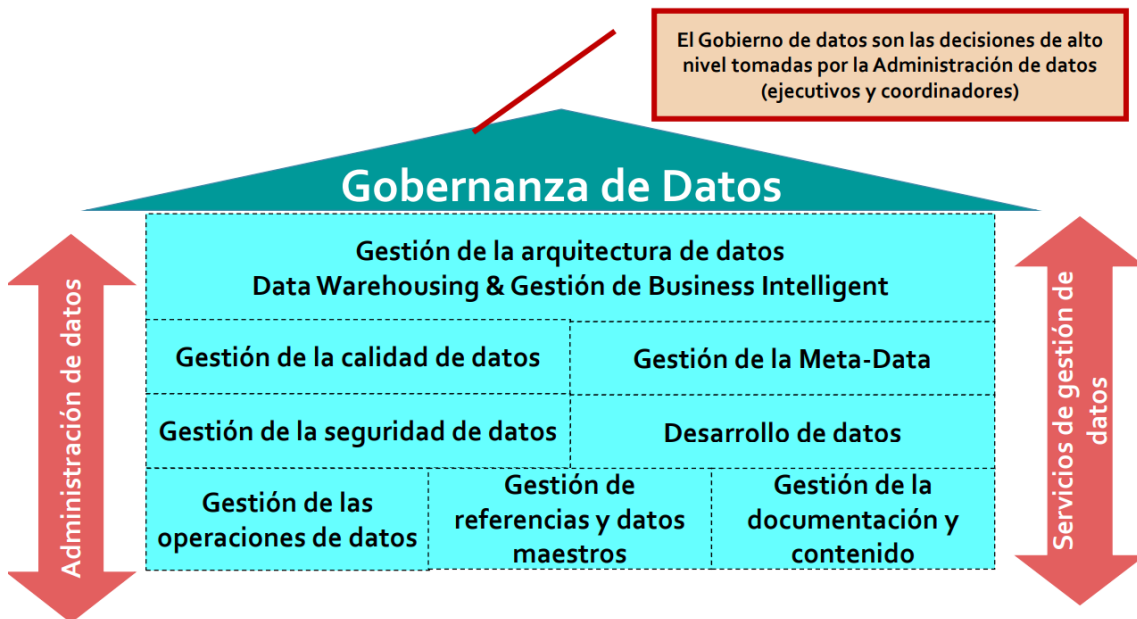 El Gobierno de datos son las decisiones de alto
nivel tomadas por la Administración de datos
(ejecutivos y coordinadores)
Gobernanza de Datos
Gestión de la arquitectura de datos
Data Warehousing & Gestión de Business Intelligent
Gestión de la calidad de datos
Gestión de la Meta-Data
Gestión de la seguridad de datos
Desarrollo de datos
Gestión de las
operaciones de datos
Gestión de
referencias y datos
maestros
Gestión de la
documentación y
contenido
Administración de datos
Servicios de gestión de
datos